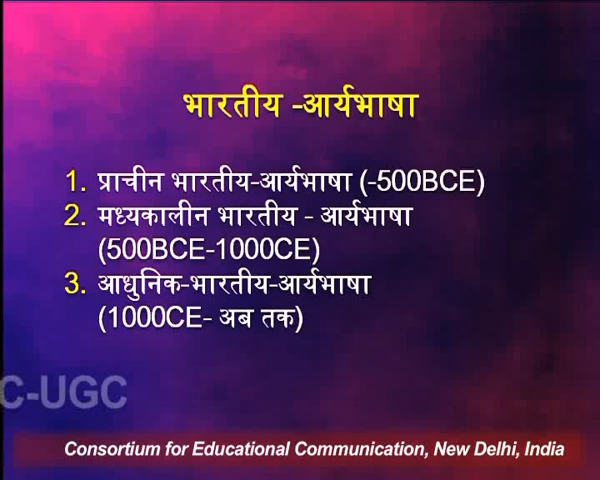 भारतीय -आर्यभाषा
1. प्राचीन भारतीय-आर्यभाषा (-500BCE)
2. मध्यकालीन भारतीय - आर्यभाषा
(500BCE-1000CE)
3. आधुनिक-भारतीय-आर्यभाषा
(1000CE- अब तक)
C-UGC
Consortium for Educational Communication, New Delhi, India